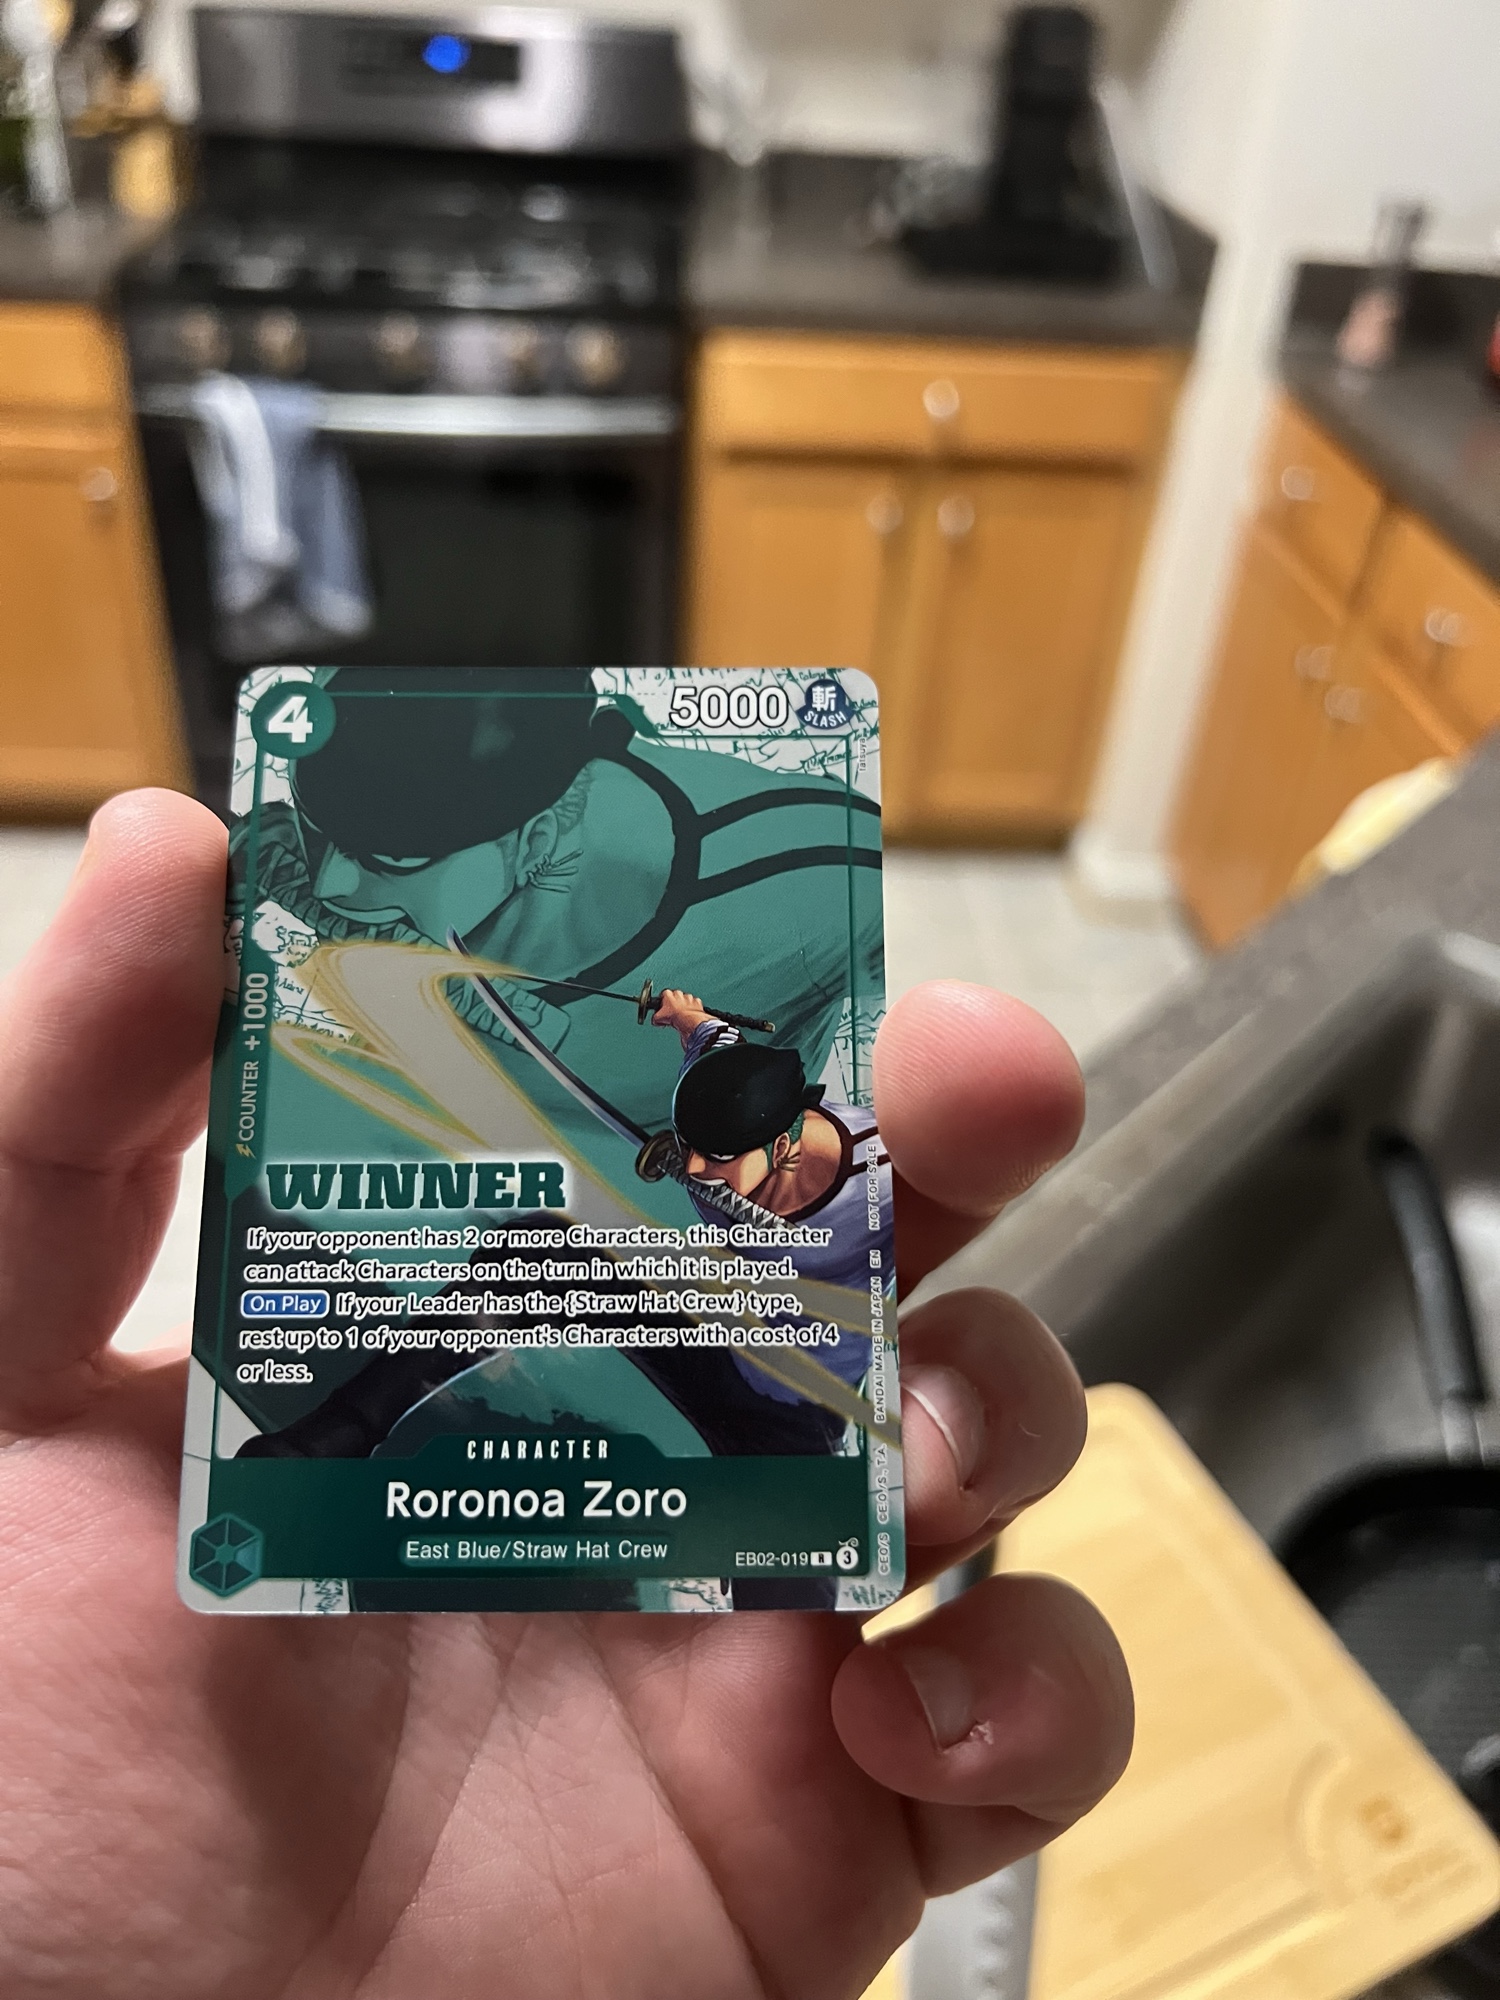 4
5000
斬
SLASH
Tatsuya
COUNTER +1000
WINNER
If your opponent has 2 or more Characters, this Character
can attack Characters on the turn in which it is played.
On Play If your Leader has the {Straw Hat Crew} type,
rest up to 1 of your opponent's Characters with a cost of 4
or less.
CHARACTER
Roronoa Zoro
East Blue/Straw Hat Crew
EB02-019 R 3
©EO/S ©E.O./S., T.A. BANDAI MADE IN JAPAN EN NOT FOR SALE